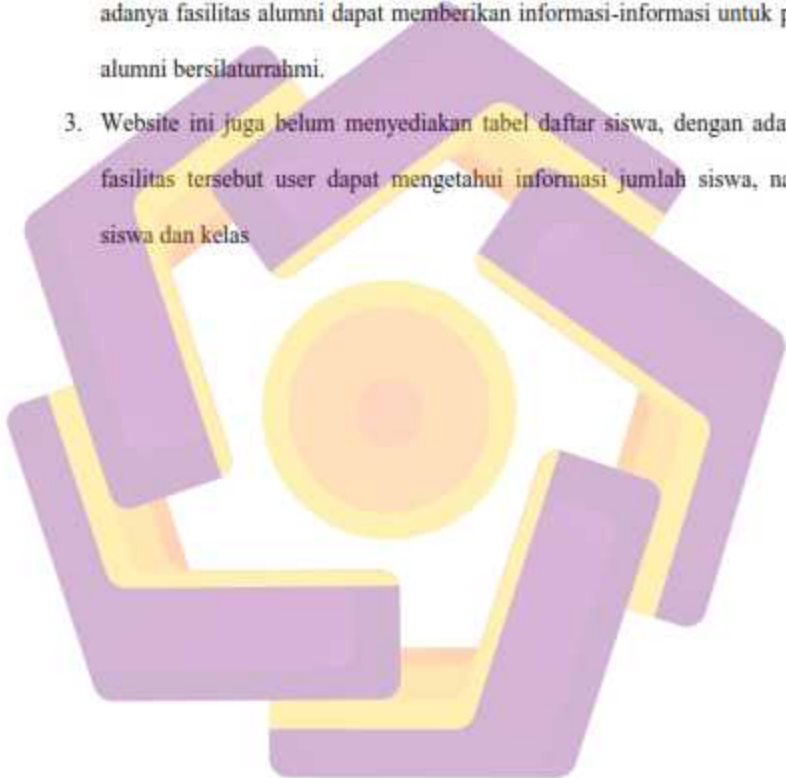 adanya fasilitas alumni dapat memberikan informasi-informasi untuk
alumni bersilaturrahmi.
3. Website ini juga belum menyediakan tabel daftar siswa, dengan
fasilitas tersebut user dapat mengetahui informasi jumlah siswa,
siswa dan kelas